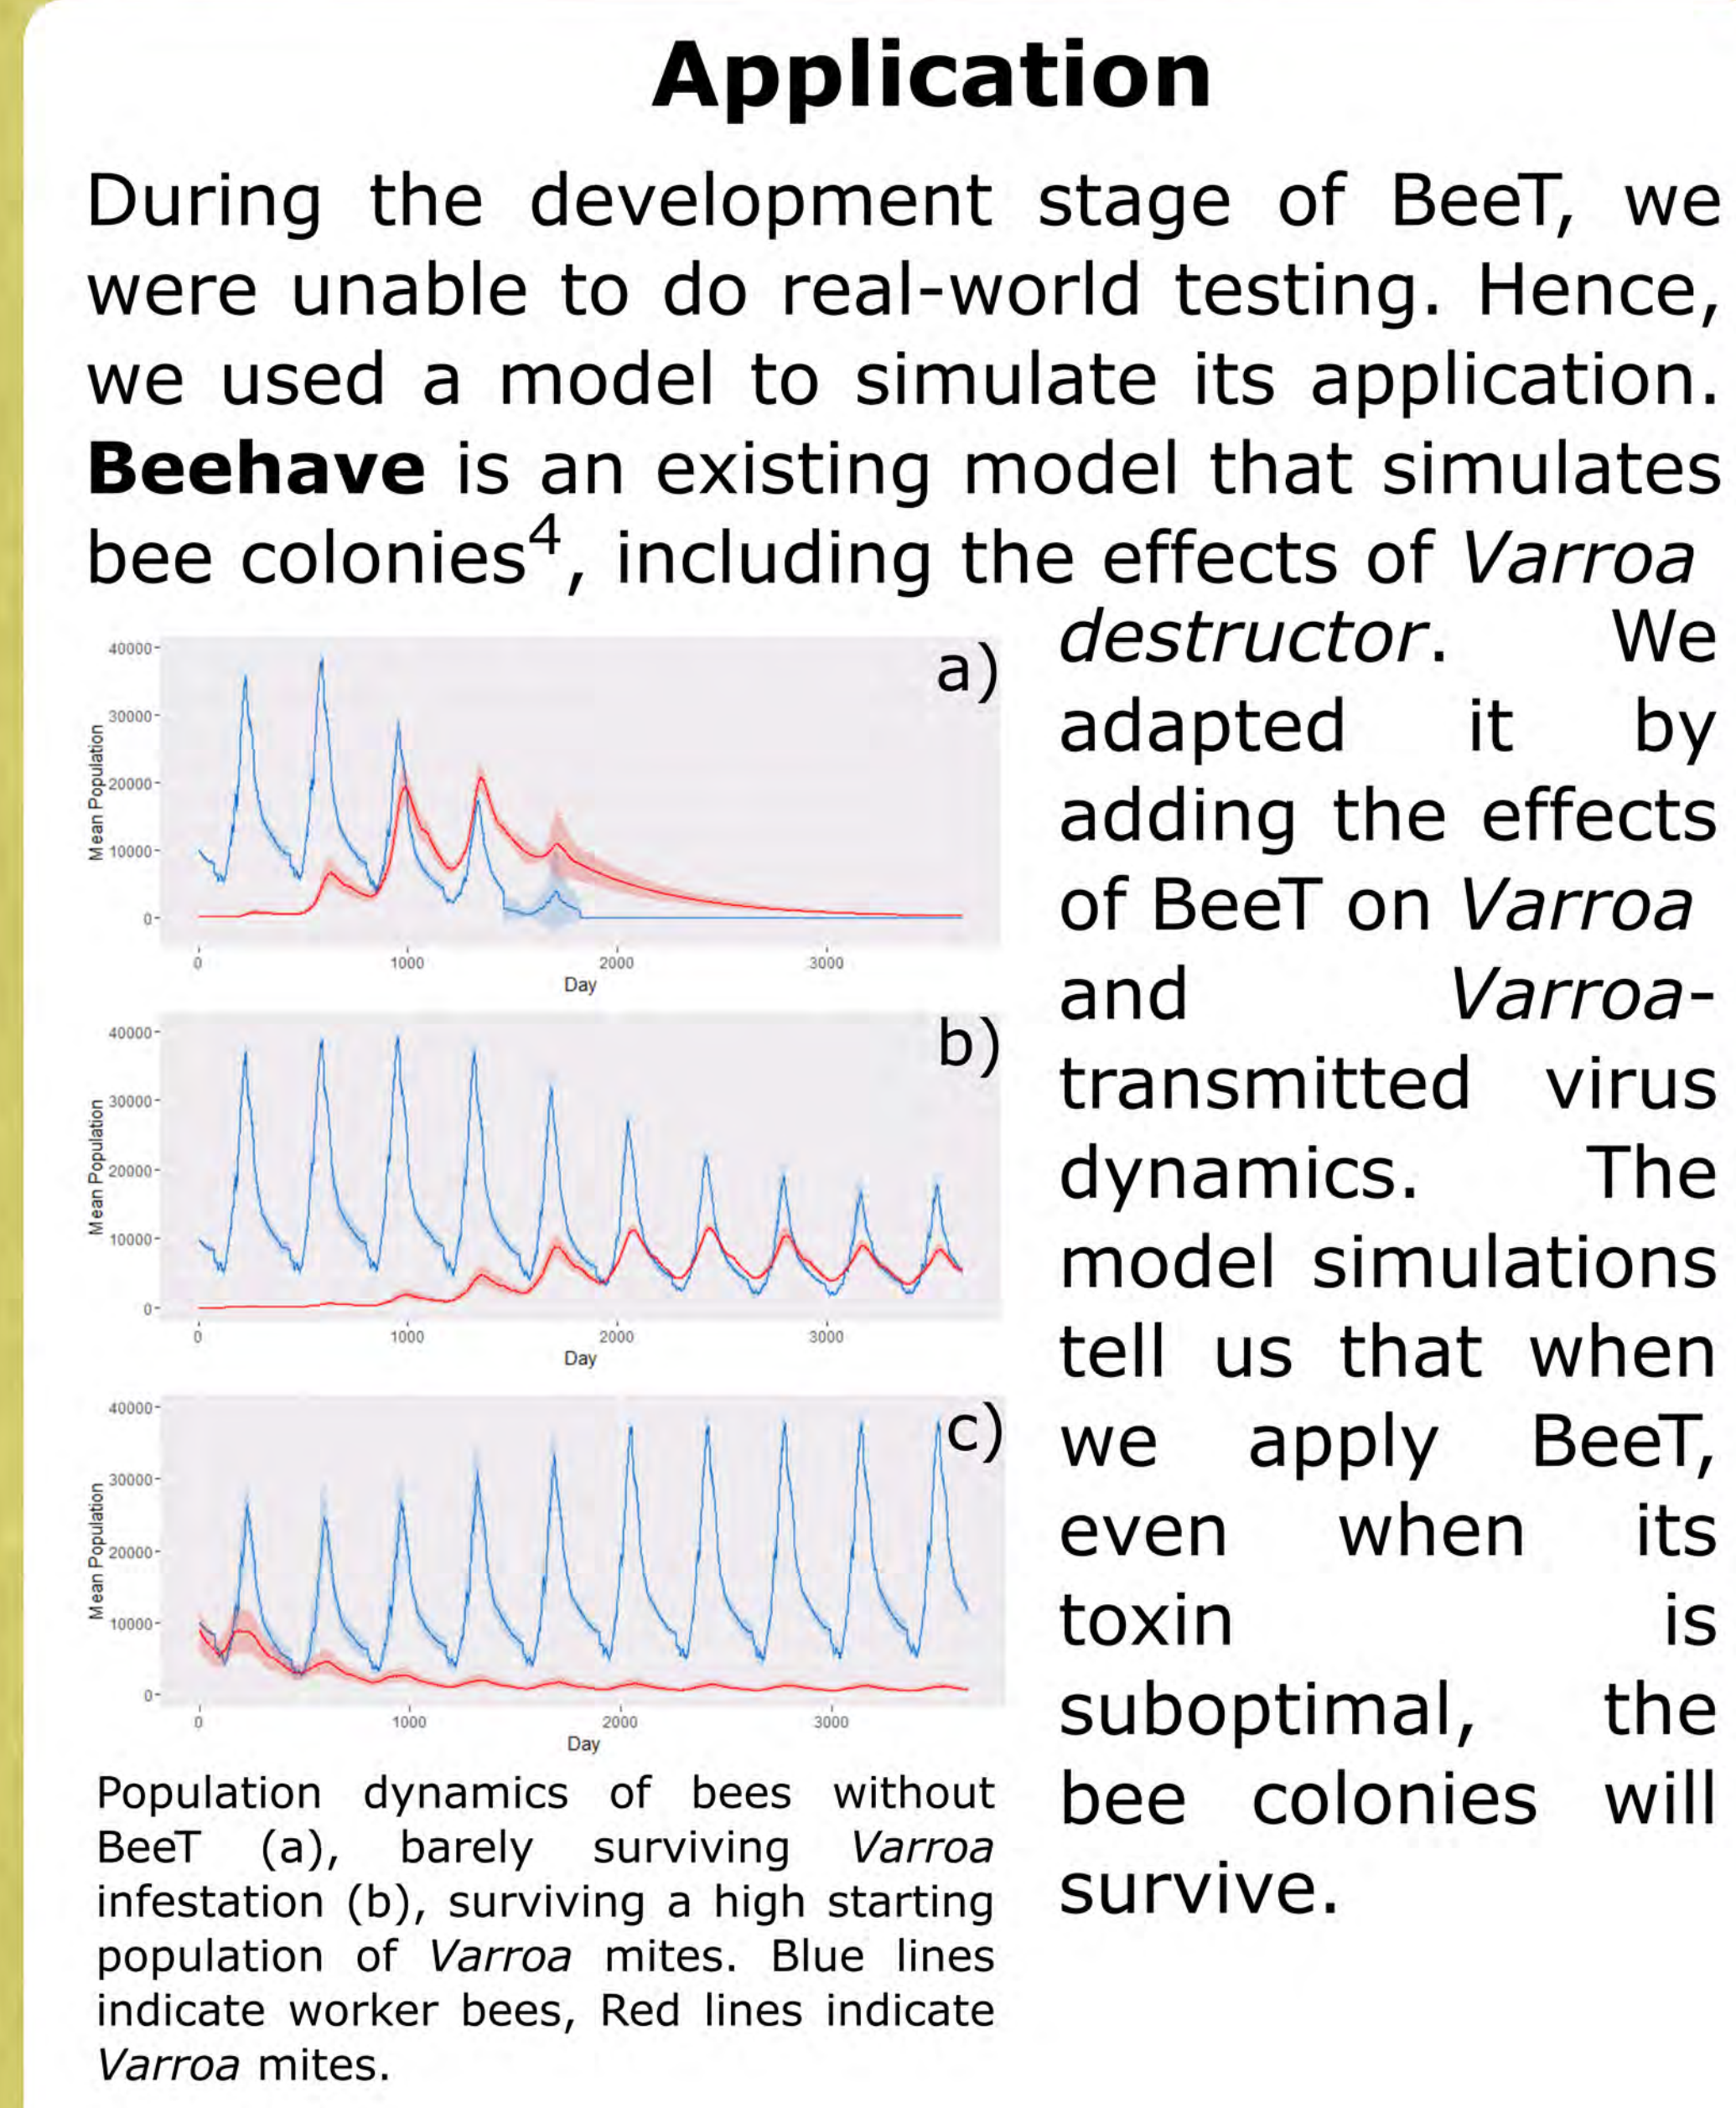 Application
During the development stage of BeeT, we
were unable to do real-world testing. Hence,
we used a model to simulate its application.
Beehave is an existing model that simulates
bee colonies⁴, including the effects of Varroa
destructor. We
adapted it by
adding the effects
of BeeT on Varroa
and Varroa-
transmitted virus
dynamics. The
model simulations
tell us that when
we apply BeeT,
even when its
toxin is
suboptimal, the
bee colonies will
survive.
a)
40000
30000
20000
10000
0
Mean Population
0 1000 2000 3000
Day
b)
40000
30000
20000
10000
0
Mean Population
0 1000 2000 3000
Day
c)
40000
30000
20000
10000
0
Mean Population
0 1000 2000 3000
Day
Population dynamics of bees without
BeeT (a), barely surviving Varroa
infestation (b), surviving a high starting
population of Varroa mites. Blue lines
indicate worker bees, Red lines indicate
Varroa mites.